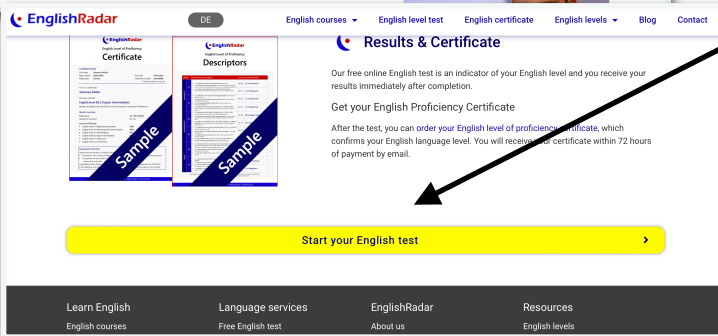 EnglishRadar
DE
English courses
English level test
English certificate
English levels
Blog
Contact
EnglishRadar
English Level of Proficiency
Certificate
Sample
EnglishRadar
English Level of Proficiency
Descriptors
Sample
Results & Certificate
Our free online English test is an indicator of your English level and you receive your
results immediately after completion.
Get your English Proficiency Certificate
After the test, you can order your English level of proficiency certificate, which
confirms your English language level. You will receive your certificate within 72 hours
of payment by email.
Start your English test
Learn English
English courses
Language services
Free English test
EnglishRadar
About us
Resources
English levels